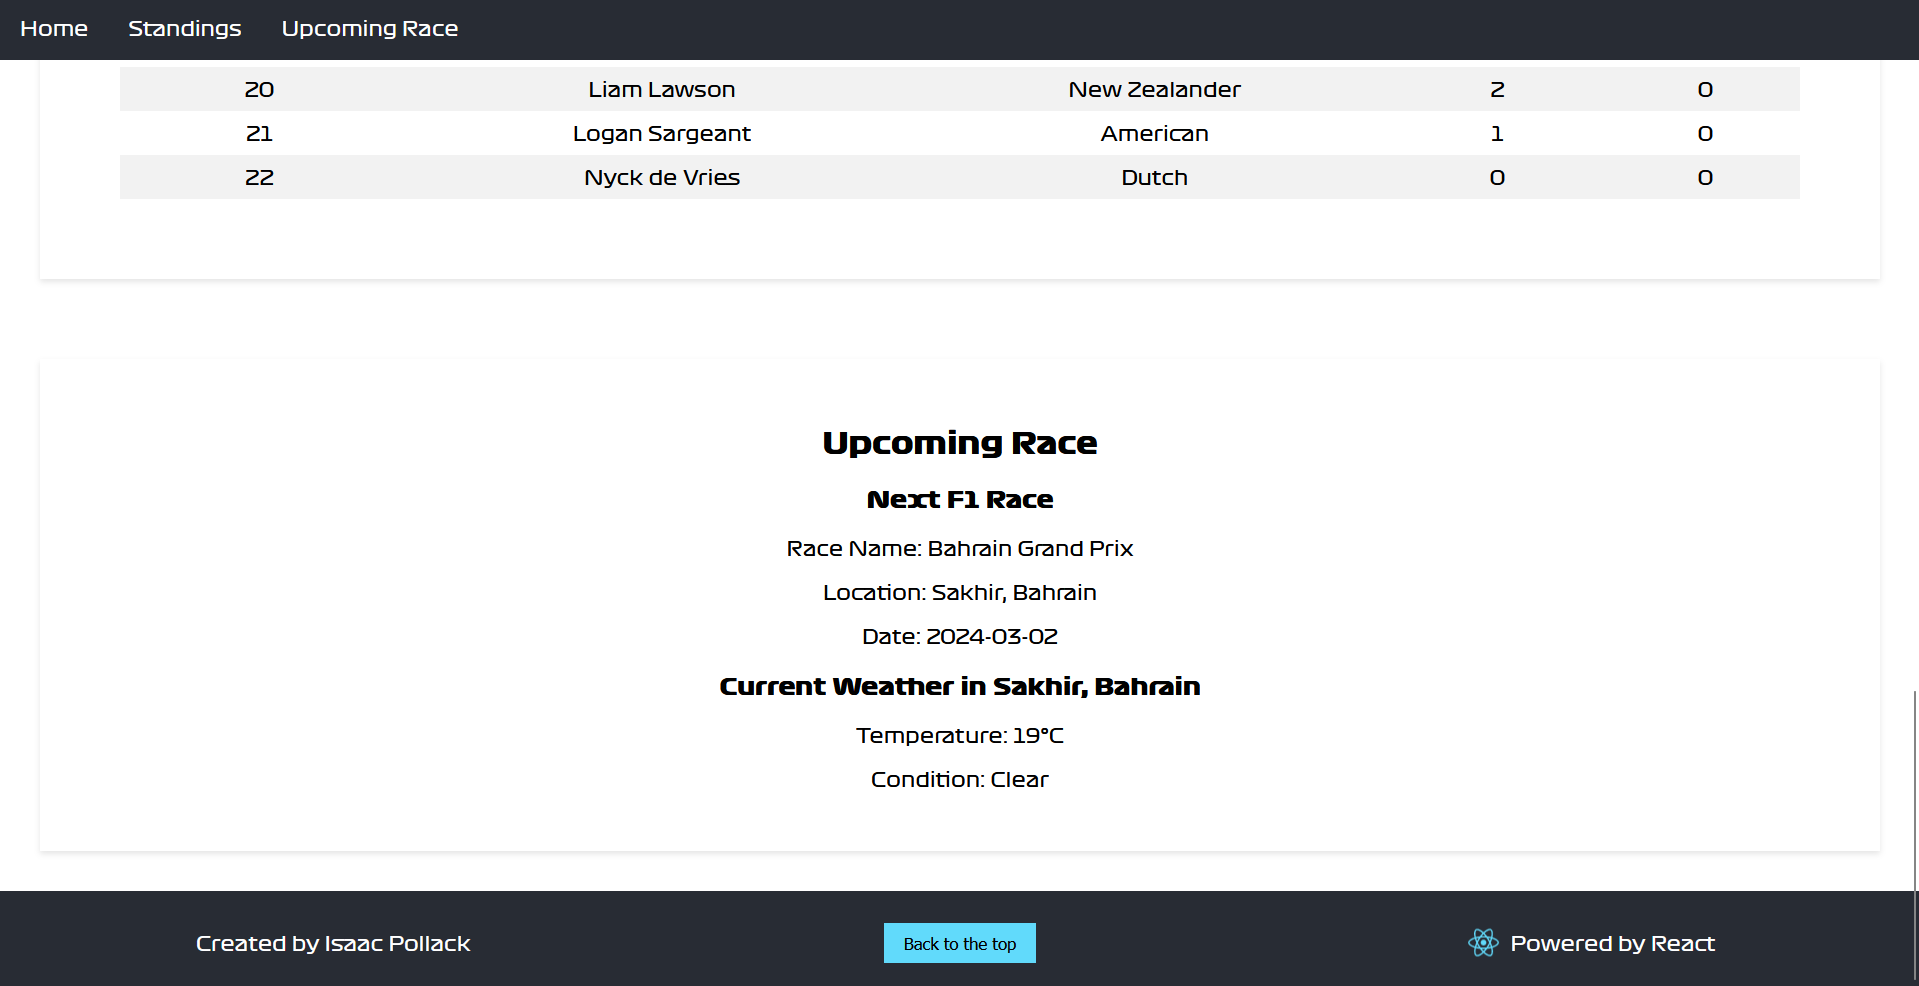 Home Standings Upcoming Race
20 Liam Lawson New Zealander 2 0
21 Logan Sargeant American 1 0
22 Nyck de Vries Dutch 0 0
Upcoming Race
Next F1 Race
Race Name: Bahrain Grand Prix
Location: Sakhir, Bahrain
Date: 2024-03-02
Current Weather in Sakhir, Bahrain
Temperature: 19°C
Condition: Clear
Created by Isaac Pollack Back to the top Powered by React